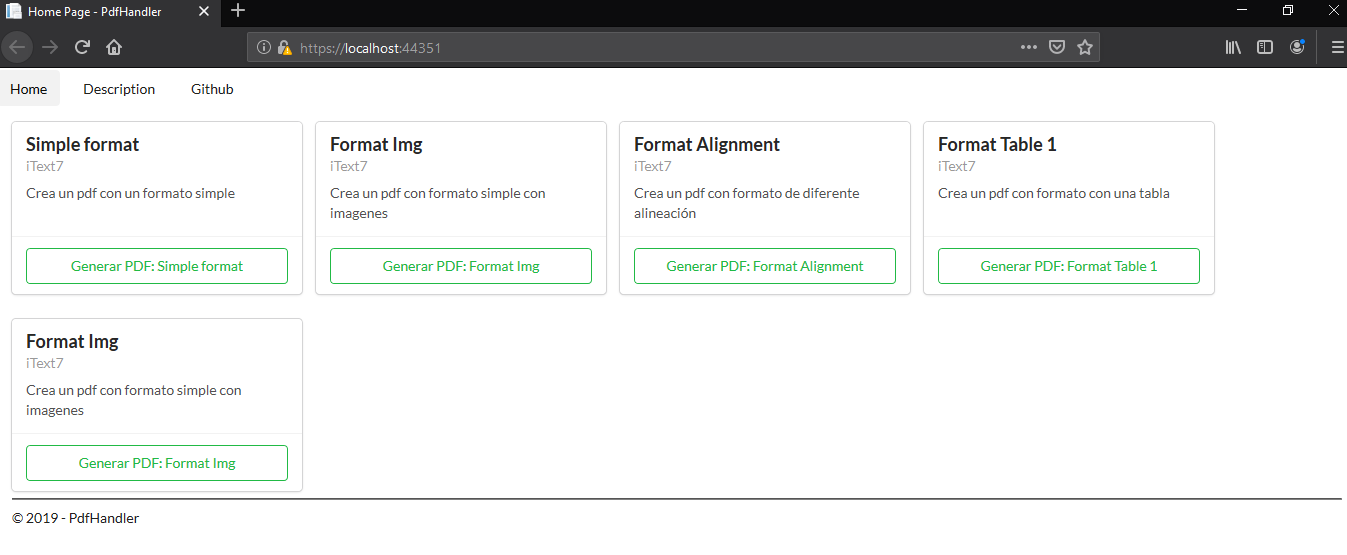 Home Page - PdfHandler
https://localhost:44351
Home Description Github
Simple format
iText7
Crea un pdf con un formato simple
Generar PDF: Simple format
Format Img
iText7
Crea un pdf con formato simple con
imagenes
Generar PDF: Format Img
Format Alignment
iText7
Crea un pdf con formato de diferente
alineación
Generar PDF: Format Alignment
Format Table 1
iText7
Crea un pdf con formato con una tabla
Generar PDF: Format Table 1
Format Img
iText7
Crea un pdf con formato simple con
imagenes
Generar PDF: Format Img
© 2019 - PdfHandler